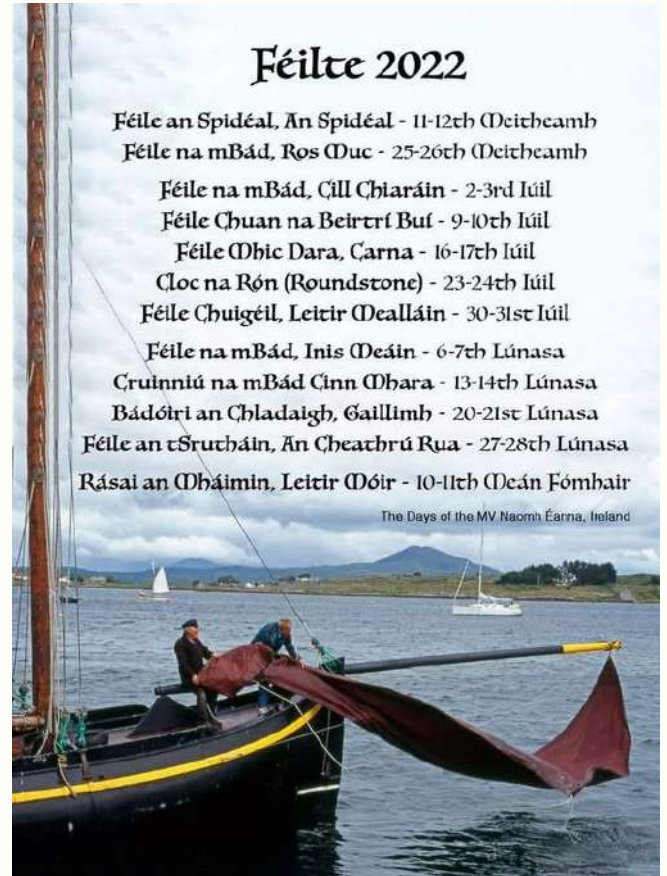 Féilte 2022
Féile an Spidéal, An Spidéal - 11-12th Meitheamh
Féile na mBád, Ros Muc - 25-26th Meitheamh
Féile na mBád, Cill Chiaráin - 2-3rd Iúil
Féile Chuan na Beirtrí Buí - 9-10th Iúil
Féile Mhic Dara, Carna - 16-17th Iúil
Cloc na Rón (Roundstone) - 23-24th Iúil
Féile Chuigéil, Leitir Mealláin - 30-31st Iúil
Féile na mBád, Inis Meáin - 6-7th Lúnasa
Cruinniú na mBád Cinn Mhara - 13-14th Lúnasa
Bádóiri an Chladaigh, Gaillimh - 20-21st Lúnasa
Féile an tSrutháin, An Cheathrú Rua - 27-28th Lúnasa
Rásai an Mháimin, Leitir Móir - 10-11th Meán Fómhair
The Days of the MV Naomh Éanna, Ireland